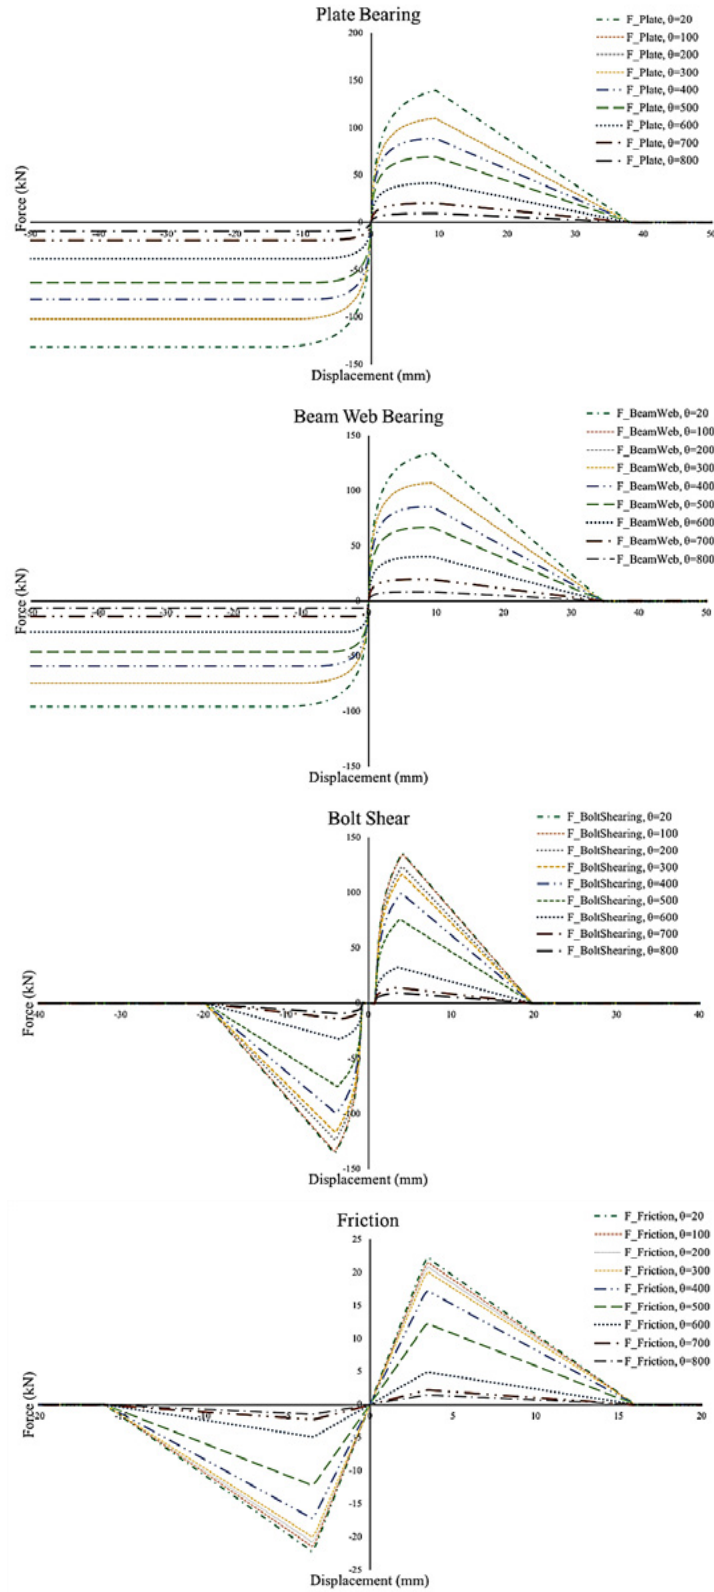 Plate Bearing
F_Plate, θ=20
F_Plate, θ=100
F_Plate, θ=200
F_Plate, θ=300
F_Plate, θ=400
F_Plate, θ=500
F_Plate, θ=600
F_Plate, θ=700
F_Plate, θ=800
200
150
100
50
0
-50
-100
-150
Force (kN)
-50 -40 -30 -20 -10 0 10 20 30 40 50
Displacement (mm)
Beam Web Bearing
F_BeamWeb, θ=20
F_BeamWeb, θ=100
F_BeamWeb, θ=200
F_BeamWeb, θ=300
F_BeamWeb, θ=400
F_BeamWeb, θ=500
F_BeamWeb, θ=600
F_BeamWeb, θ=700
F_BeamWeb, θ=800
150
100
50
0
-50
-100
-150
Force (kN)
-50 -40 -30 -20 -10 0 10 20 30 40 50
Displacement (mm)
Bolt Shear
F_BoltShearing, θ=20
F_BoltShearing, θ=100
F_BoltShearing, θ=200
F_BoltShearing, θ=300
F_BoltShearing, θ=400
F_BoltShearing, θ=500
F_BoltShearing, θ=600
F_BoltShearing, θ=700
F_BoltShearing, θ=800
150
100
50
0
-50
-100
-150
Force (kN)
-40 -30 -20 -10 0 10 20 30 40
Displacement (mm)
Friction
F_Friction, θ=20
F_Friction, θ=100
F_Friction, θ=200
F_Friction, θ=300
F_Friction, θ=400
F_Friction, θ=500
F_Friction, θ=600
F_Friction, θ=700
F_Friction, θ=800
25
20
15
10
5
0
-5
-10
-15
-20
-25
Force (kN)
-20 -15 -10 -5 0 5 10 15 20
Displacement (mm)